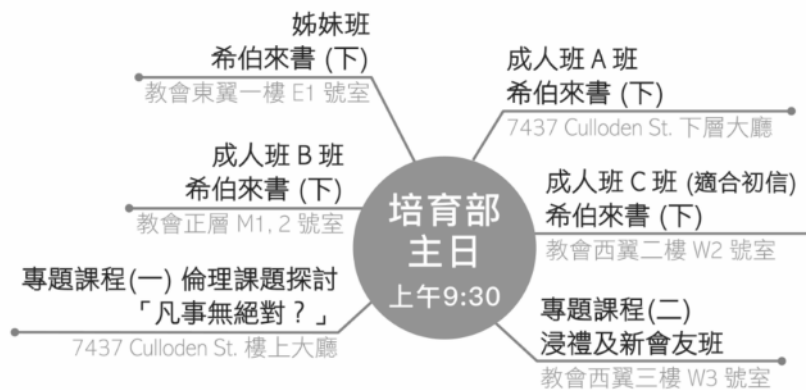 姊妹班
希伯來書 (下)
教會東翼一樓 E1 號室
成人班 A 班
希伯來書 (下)
7437 Culloden St. 下層大廳
成人班 B 班
希伯來書 (下)
教會正層 M1, 2 號室
培育部
主日
上午9:30
成人班 C 班 (適合初信)
希伯來書 (下)
教會西翼二樓 W2 號室
專題課程(一) 倫理課題探討
「凡事無絕對？」
7437 Culloden St. 樓上大廳
專題課程(二)
浸禮及新會友班
教會西翼三樓 W3 號室